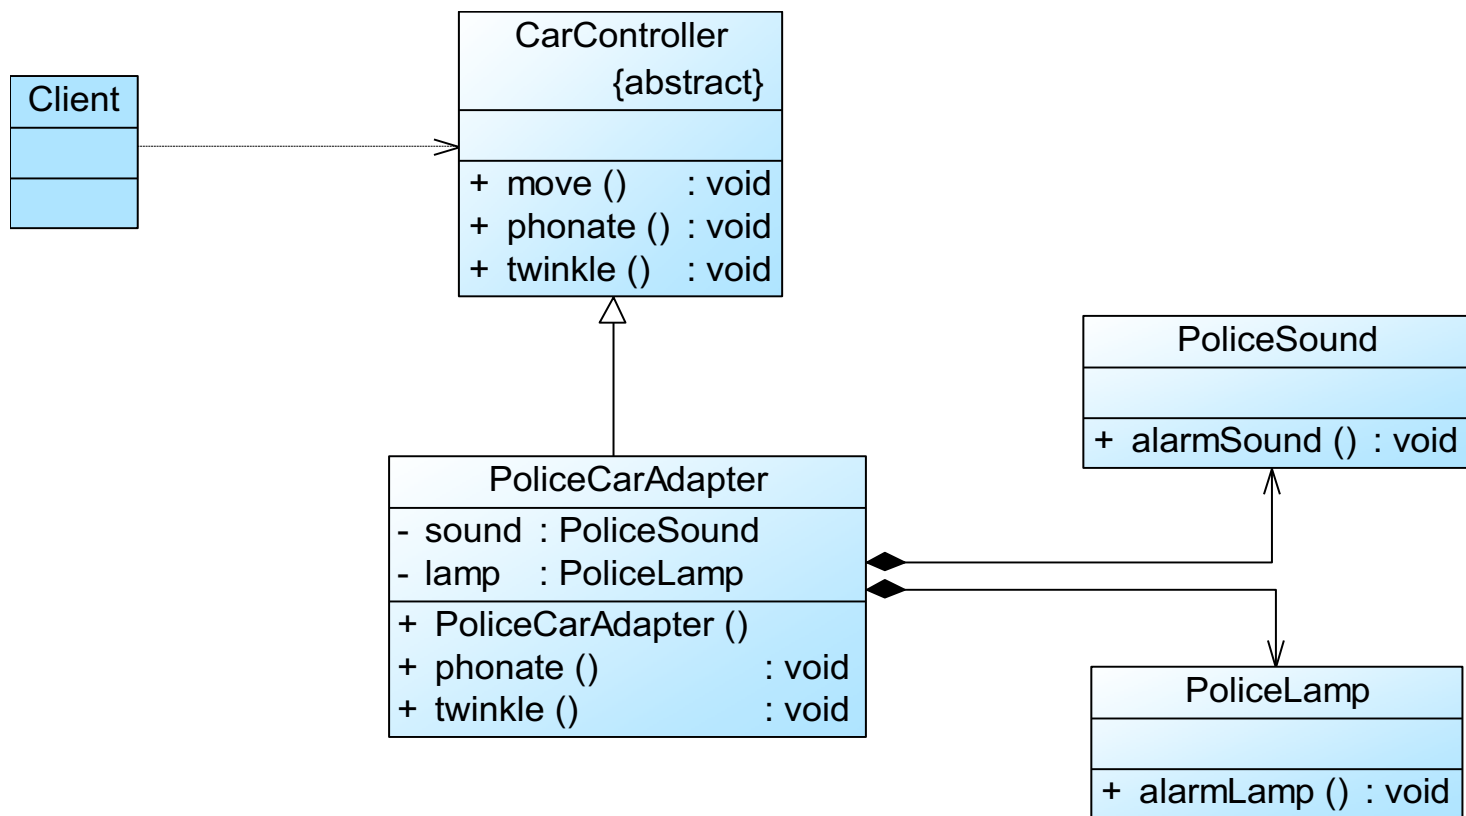 CarController
{abstract}
+ move () : void
+ phonate () : void
+ twinkle () : void
Client
PoliceSound
+ alarmSound () : void
PoliceCarAdapter
- sound : PoliceSound
- lamp : PoliceLamp
+ PoliceCarAdapter ()
+ phonate () : void
+ twinkle () : void
PoliceLamp
+ alarmLamp () : void